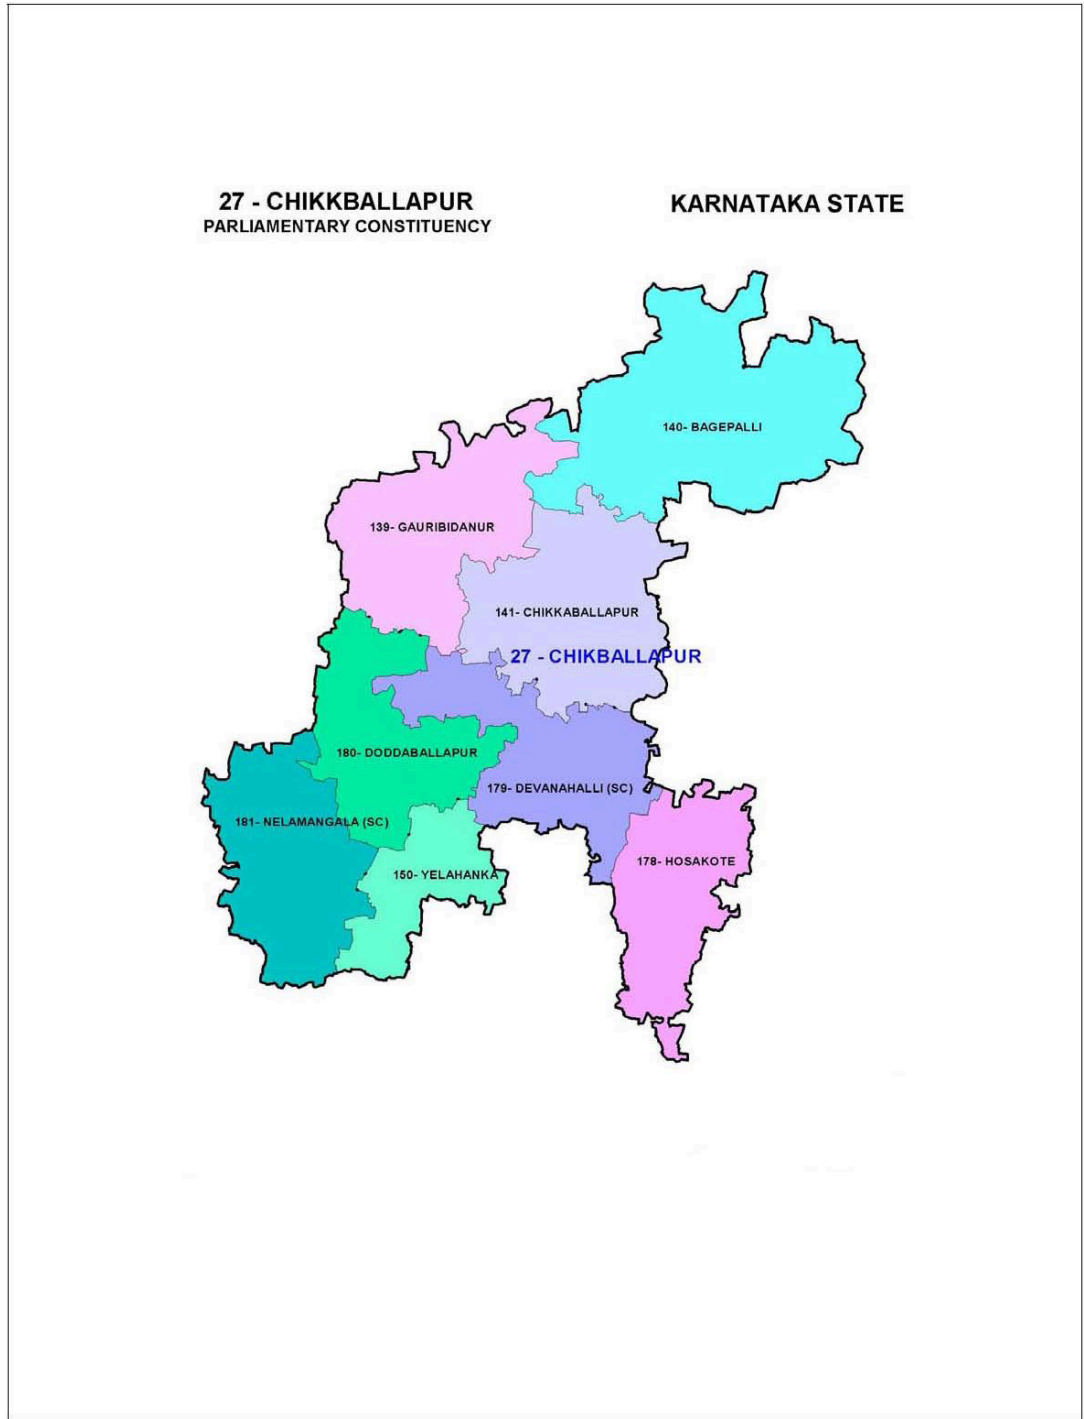 27 - CHIKKBALLAPUR
PARLIAMENTARY CONSTITUENCY
KARNATAKA STATE
140- BAGEPALLI
139- GAURIBIDANUR
141- CHIKKABALLAPUR
27 - CHIKBALLAPUR
180- DODDABALLAPUR
179- DEVANAHALLI (SC)
181- NELAMANGALA (SC)
178- HOSAKOTE
150- YELAHANKA